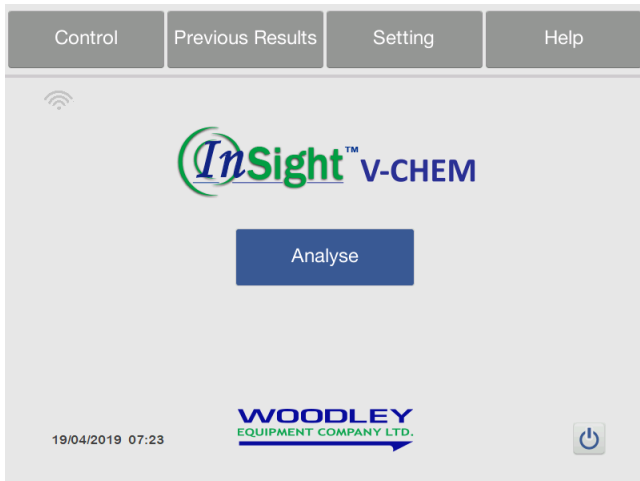 Control
Previous Results
Setting
Help
InSight™ V-CHEM
Analyse
WOODLEY
EQUIPMENT COMPANY LTD.
19/04/2019 07:23